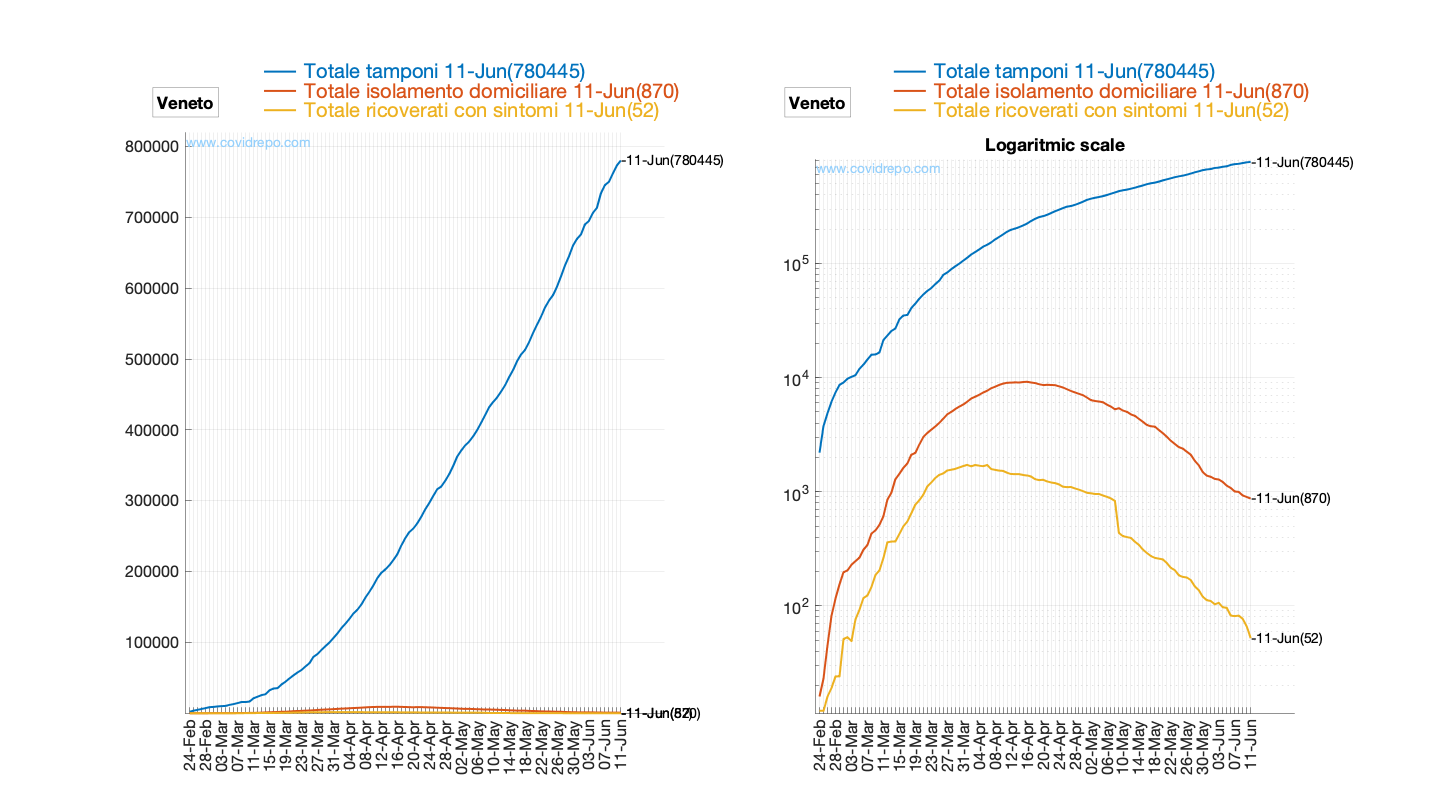 Totale tamponi 11-Jun(780445)
Totale isolamento domiciliare 11-Jun(870)
Totale ricoverati con sintomi 11-Jun(52)
Veneto
www.covidrepo.com
800000
700000
600000
500000
400000
300000
200000
100000
-11-Jun(780445)
24-Feb
28-Feb
03-Mar
07-Mar
11-Mar
15-Mar
19-Mar
23-Mar
27-Mar
31-Mar
04-Apr
08-Apr
12-Apr
16-Apr
20-Apr
24-Apr
28-Apr
02-May
06-May
10-May
14-May
18-May
22-May
26-May
30-May
03-Jun
07-Jun
11-Jun
Totale tamponi 11-Jun(780445)
Totale isolamento domiciliare 11-Jun(870)
Totale ricoverati con sintomi 11-Jun(52)
Veneto
Logaritmic scale
www.covidrepo.com
10^5
10^4
10^3
10^2
-11-Jun(780445)
-11-Jun(870)
-11-Jun(52)
24-Feb
28-Feb
03-Mar
07-Mar
11-Mar
15-Mar
19-Mar
23-Mar
27-Mar
31-Mar
04-Apr
08-Apr
12-Apr
16-Apr
20-Apr
24-Apr
28-Apr
02-May
06-May
10-May
14-May
18-May
22-May
26-May
30-May
03-Jun
07-Jun
11-Jun